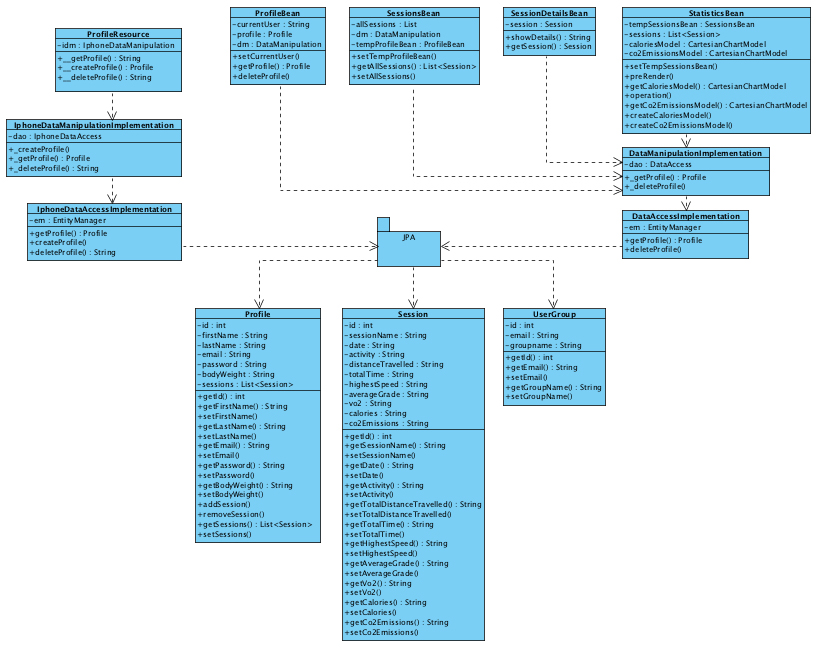 ProfileResource
-idm : IphoneDataManipulation
+__getProfile() : String
+__createProfile() : Profile
+__deleteProfile() : String
ProfileBean
-currentUser : String
-profile : Profile
-dm : DataManipulation
+setCurrentUser()
+getProfile() : Profile
+deleteProfile()
SessionsBean
-allSessions : List
-dm : DataManipulation
-tempProfileBean : ProfileBean
+setTempProfileBean()
+getAllSessions() : List<Session>
+setAllSessions()
SessionDetailsBean
-session : Session
+showDetails() : String
+getSession() : Session
StatisticsBean
-tempSessionsBean : SessionsBean
-sessions : List<Session>
-caloriesModel : CartesianChartModel
-co2EmissionsModel : CartesianChartModel
+setTempSessionsBean()
+preRender()
+getCaloriesModel() : CartesianChartModel
+operation()
+getCo2EmissionsModel() : CartesianChartModel
+createCaloriesModel()
+createCo2EmissionsModel()
IphoneDataManipulationImplementation
-dao : IphoneDataAccess
+_createProfile()
+_getProfile() : Profile
+_deleteProfile() : String
DataManipulationImplementation
-dao : DataAccess
+_getProfile() : Profile
+_deleteProfile()
IphoneDataAccessImplementation
-em : EntityManager
+getProfile() : Profile
+createProfile()
+deleteProfile() : String
JPA
DataAccessImplementation
-em : EntityManager
+getProfile() : Profile
+deleteProfile()
Profile
-id : int
-firstName : String
-lastName : String
-email : String
-password : String
-bodyWeight : String
-sessions : List<Session>
+getId() : int
+getFirstName() : String
+setFirstName()
+getLastName() : String
+setLastName()
+getEmail() : String
+setEmail()
+getPassword() : String
+setPassword()
+getBodyWeight() : String
+setBodyWeight()
+addSession()
+removeSession()
+getSessions() : List<Session>
+setSessions()
Session
-id : int
-sessionName : String
-date : String
-activity : String
-distanceTravelled : String
-totalTime : String
-highestSpeed : String
-averageGrade : String
-vo2 : String
-calories : String
-co2Emissions : String
+getId() : int
+getSessionName() : String
+setSessionName()
+getDate() : String
+setDate()
+getActivity() : String
+setActivity()
+getTotalDistanceTravelled() : String
+setTotalDistanceTravelled()
+getTotalTime() : String
+setTotalTime()
+getHighestSpeed() : String
+setHighestSpeed()
+getAverageGrade() : String
+setAverageGrade()
+getVo2() : String
+setVo2()
+getCalories() : String
+setCalories()
+getCo2Emissions() : String
+setCo2Emissions()
UserGroup
-id : int
-email : String
-groupname : String
+getId() : int
+getEmail() : String
+setEmail()
+getGroupName() : String
+setGroupName()